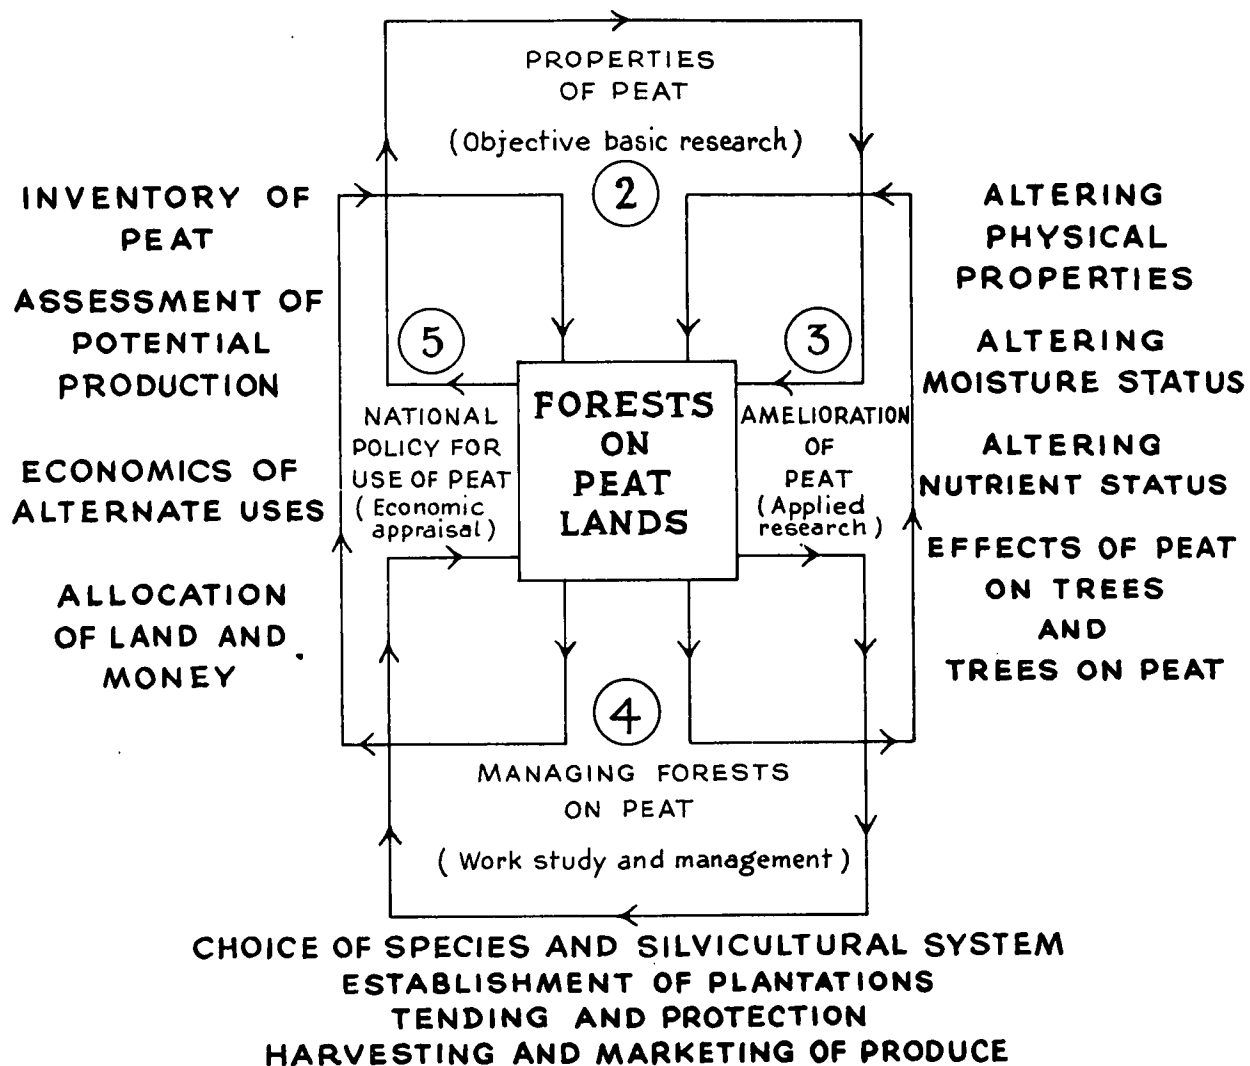 PROPERTIES
OF PEAT
(Objective basic research)
2
INVENTORY OF
PEAT
ASSESSMENT OF
POTENTIAL
PRODUCTION
ECONOMICS OF
ALTERNATE USES
ALLOCATION
OF LAND AND
MONEY
5
NATIONAL
POLICY FOR
USE OF PEAT
(Economic
appraisal)
FORESTS
ON
PEAT
LANDS
3
AMELIORATION
OF
PEAT
(Applied
research)
ALTERING
PHYSICAL
PROPERTIES
ALTERING
MOISTURE STATUS
ALTERING
NUTRIENT STATUS
EFFECTS OF PEAT
ON TREES
AND
TREES ON PEAT
4
MANAGING FORESTS
ON PEAT
(Work study and management)
CHOICE OF SPECIES AND SILVICULTURAL SYSTEM
ESTABLISHMENT OF PLANTATIONS
TENDING AND PROTECTION
HARVESTING AND MARKETING OF PRODUCE